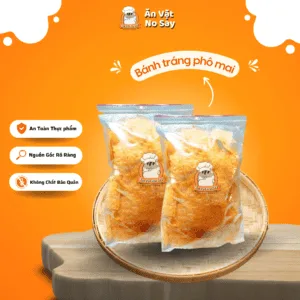 Ăn Vặt
No Say
Bánh tráng phô mai
An Toàn Thực phẩm
Nguồn Gốc Rõ Ràng
Không Chất Bảo Quản